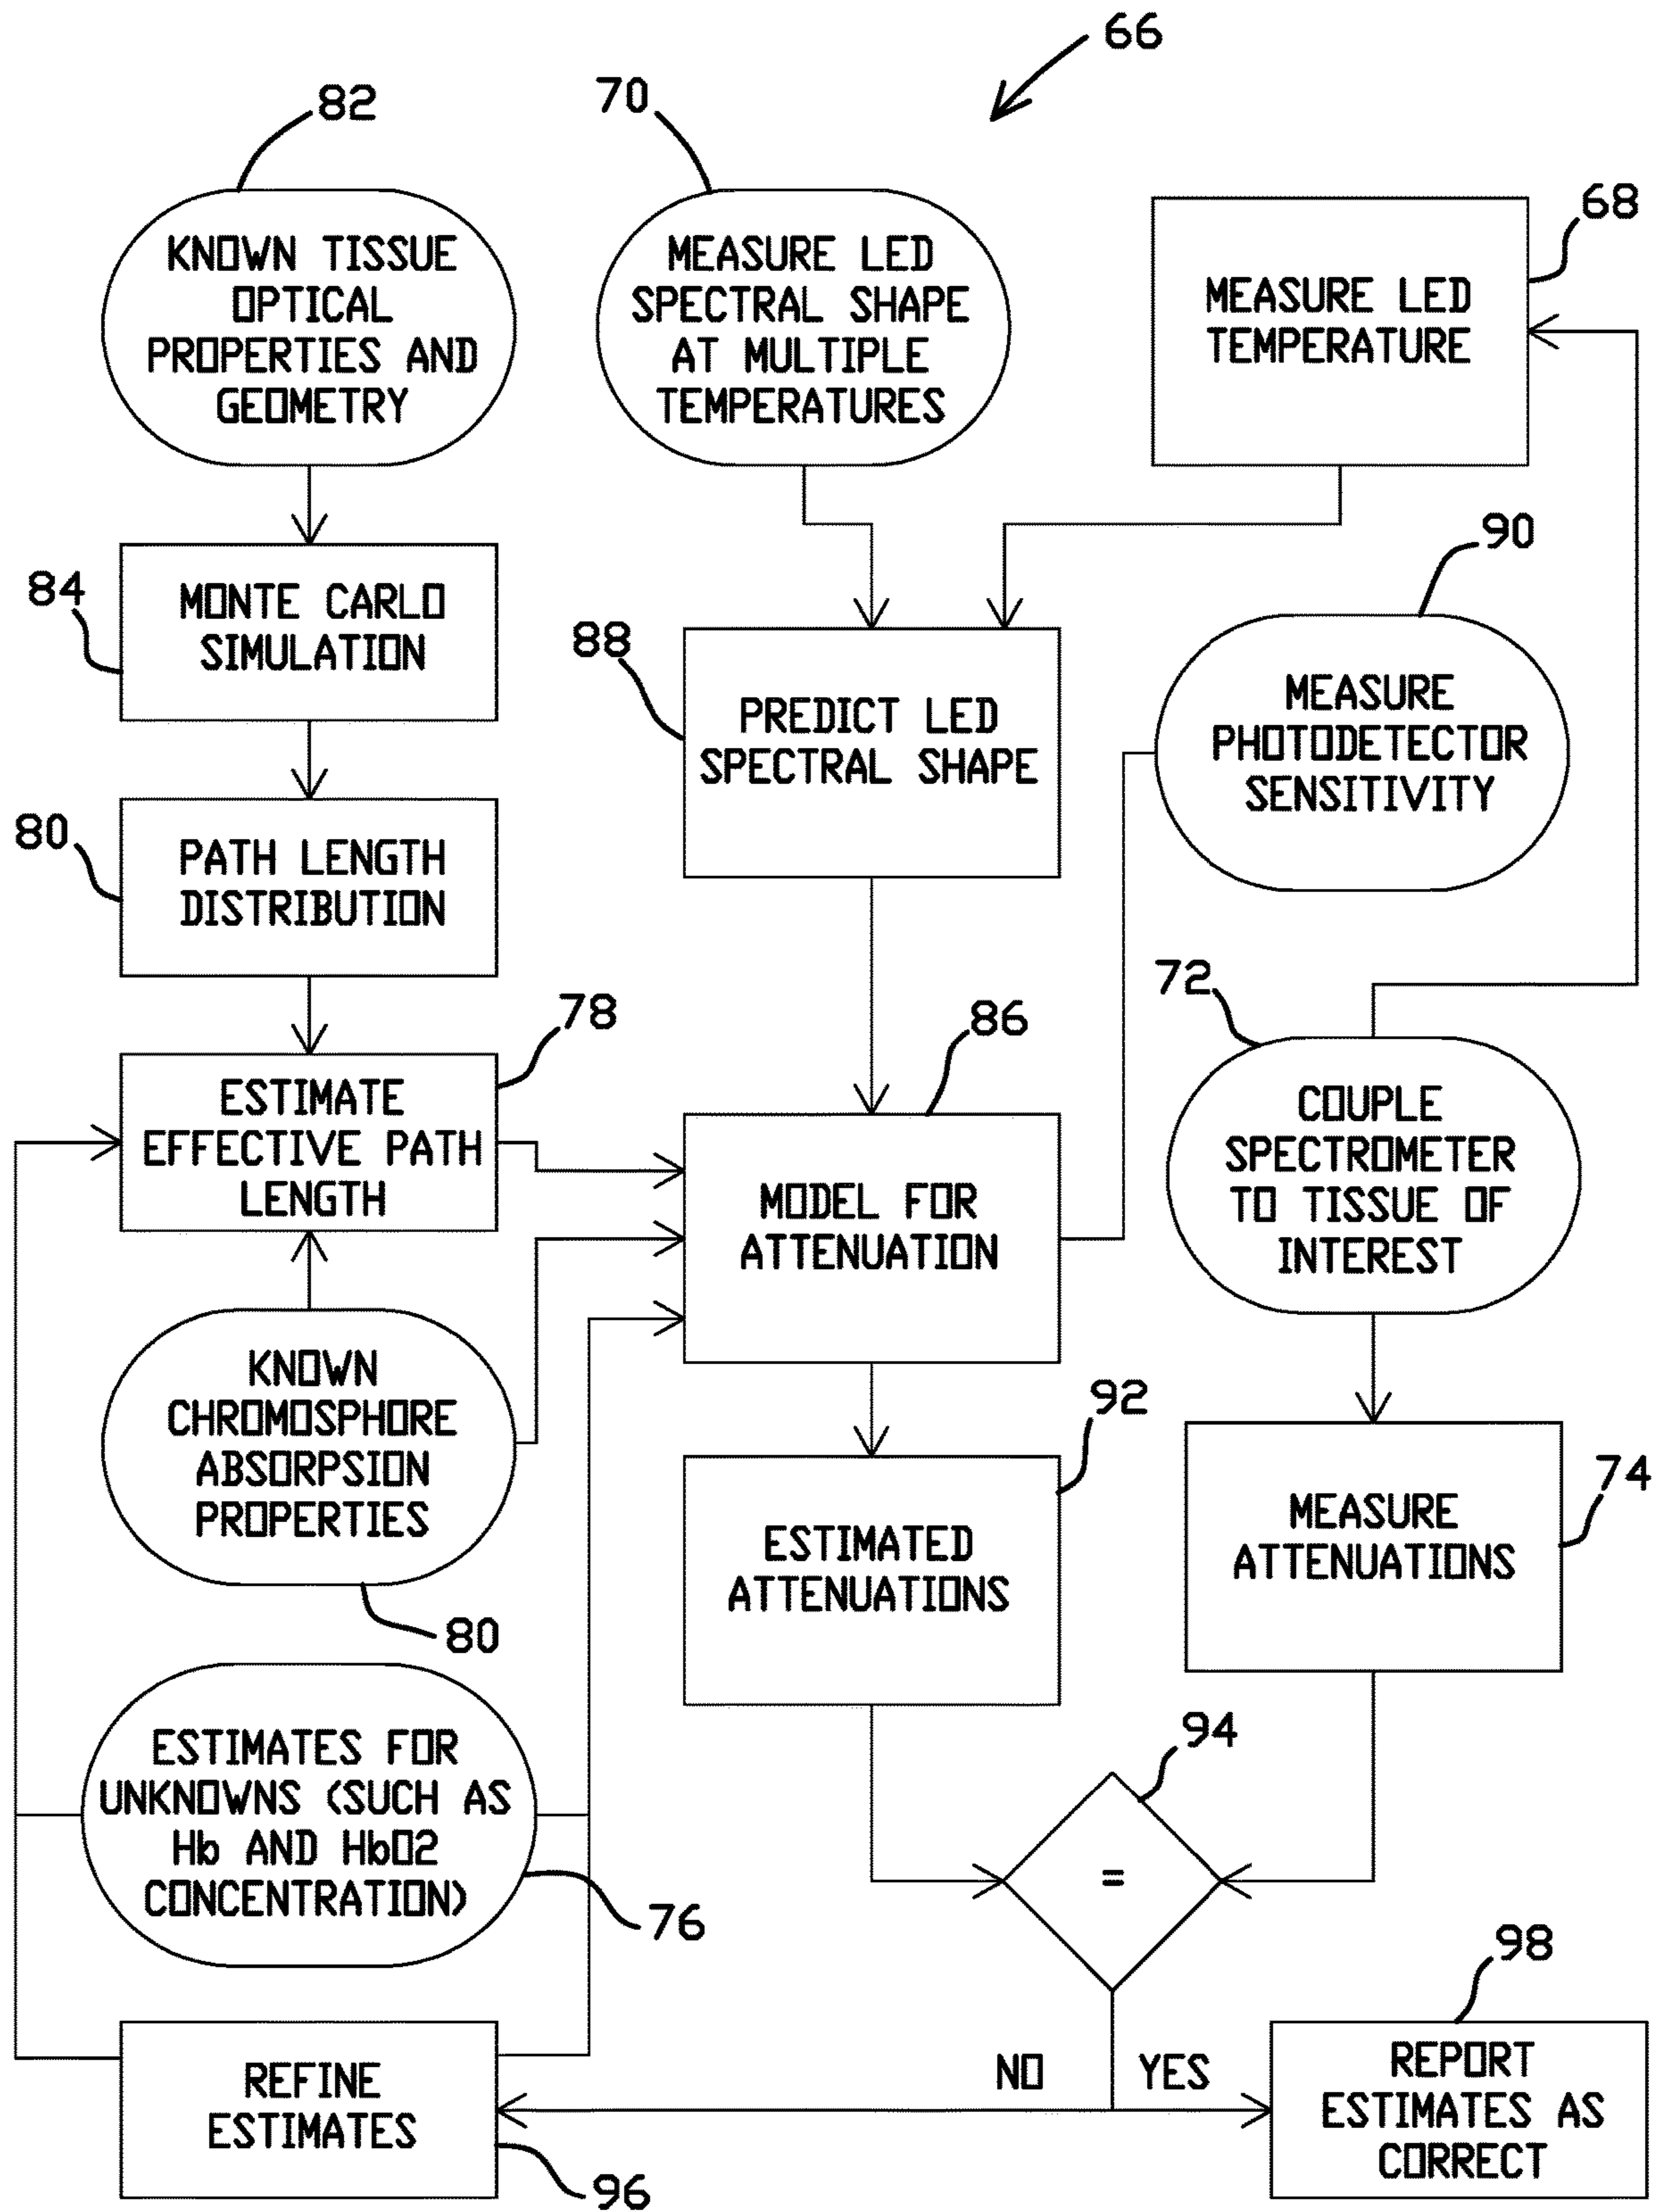 66
82
70
68
KNOWN TISSUE
OPTICAL
PROPERTIES AND
GEOMETRY
MEASURE LED
SPECTRAL SHAPE
AT MULTIPLE
TEMPERATURES
MEASURE LED
TEMPERATURE
90
84
MONTE CARLO
SIMULATION
88
PREDICT LED
SPECTRAL SHAPE
MEASURE
PHOTODETECTOR
SENSITIVITY
80
PATH LENGTH
DISTRIBUTION
72
78
86
ESTIMATE
EFFECTIVE PATH
LENGTH
MODEL FOR
ATTENUATION
COUPLE
SPECTROMETER
TO TISSUE OF
INTEREST
KNOWN
CHROMOSPHORE
ABSORPSION
PROPERTIES
80
92
ESTIMATED
ATTENUATIONS
74
MEASURE
ATTENUATIONS
ESTIMATES FOR
UNKNOWNS (SUCH AS
Hb AND HbO2
CONCENTRATION)
76
94
=
98
NO
YES
REFINE
ESTIMATES
96
REPORT
ESTIMATES AS
CORRECT